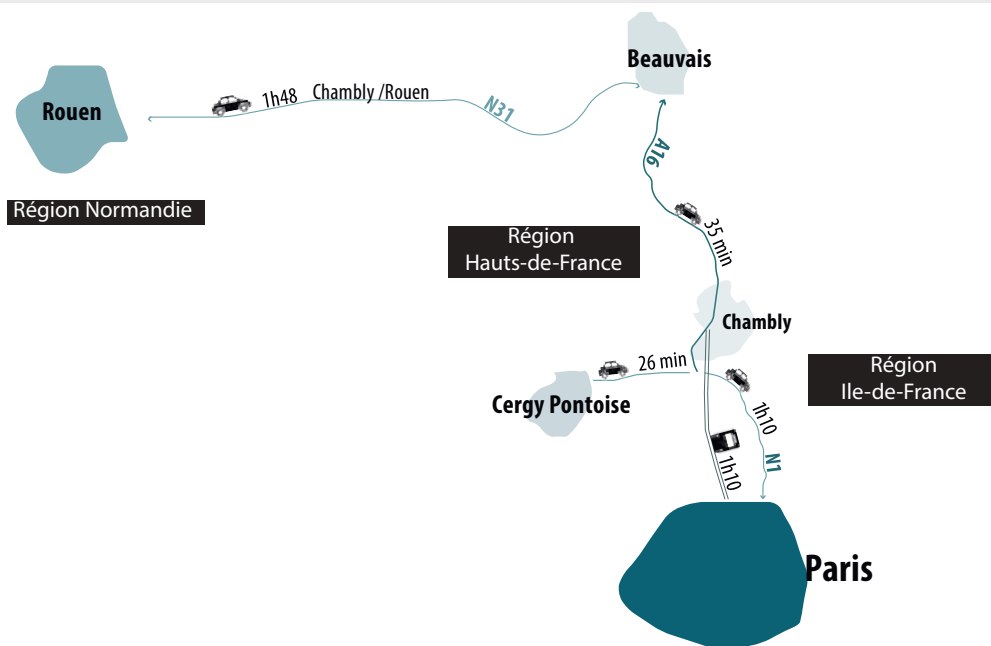 Beauvais
Rouen
1h48
Chambly /Rouen
N31
A16
Région Normandie
35 min
Région
Hauts-de-France
Chambly
26 min
Cergy Pontoise
Région
Ile-de-France
1h10
N1
1h10
Paris